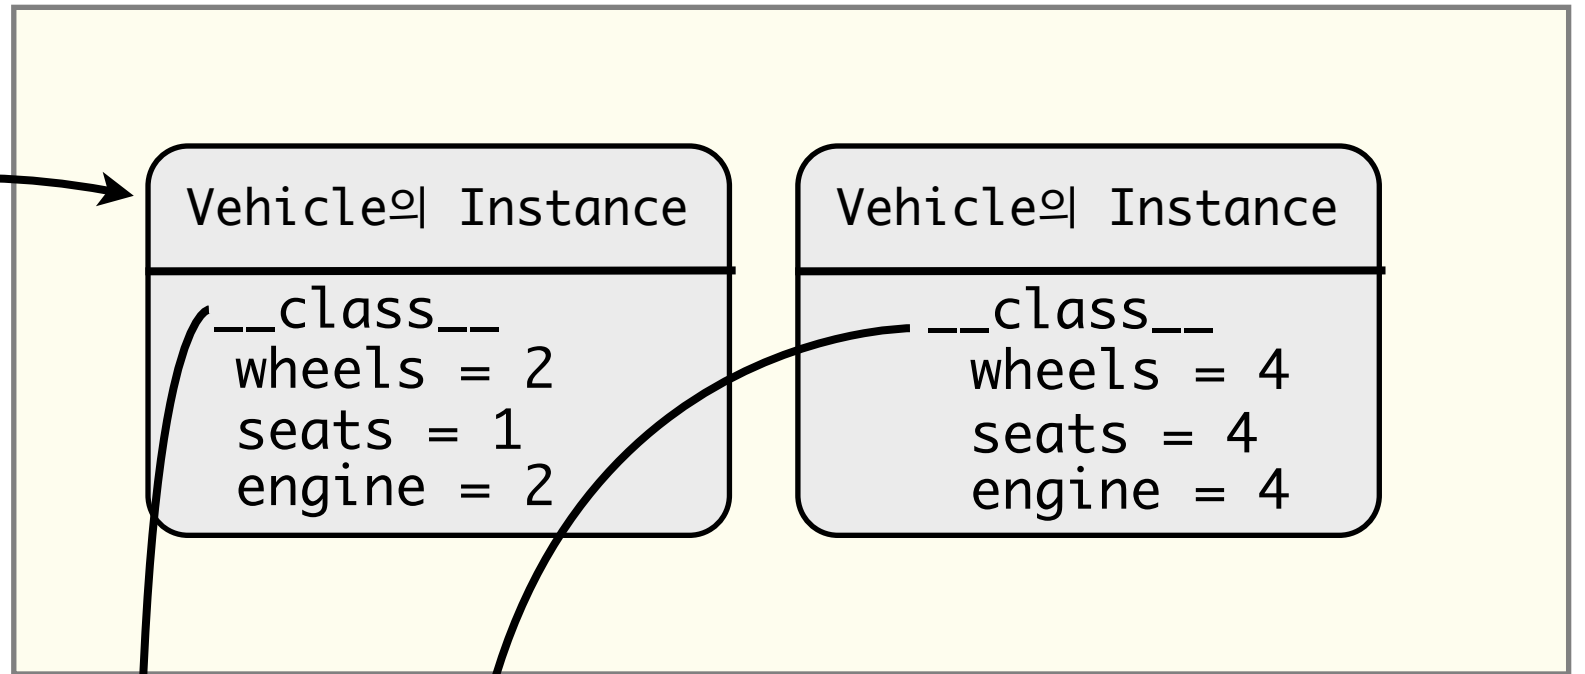 Vehicle의 Instance
__class__
wheels = 2
seats = 1
engine = 2
Vehicle의 Instance
__class__
wheels = 4
seats = 4
engine = 4